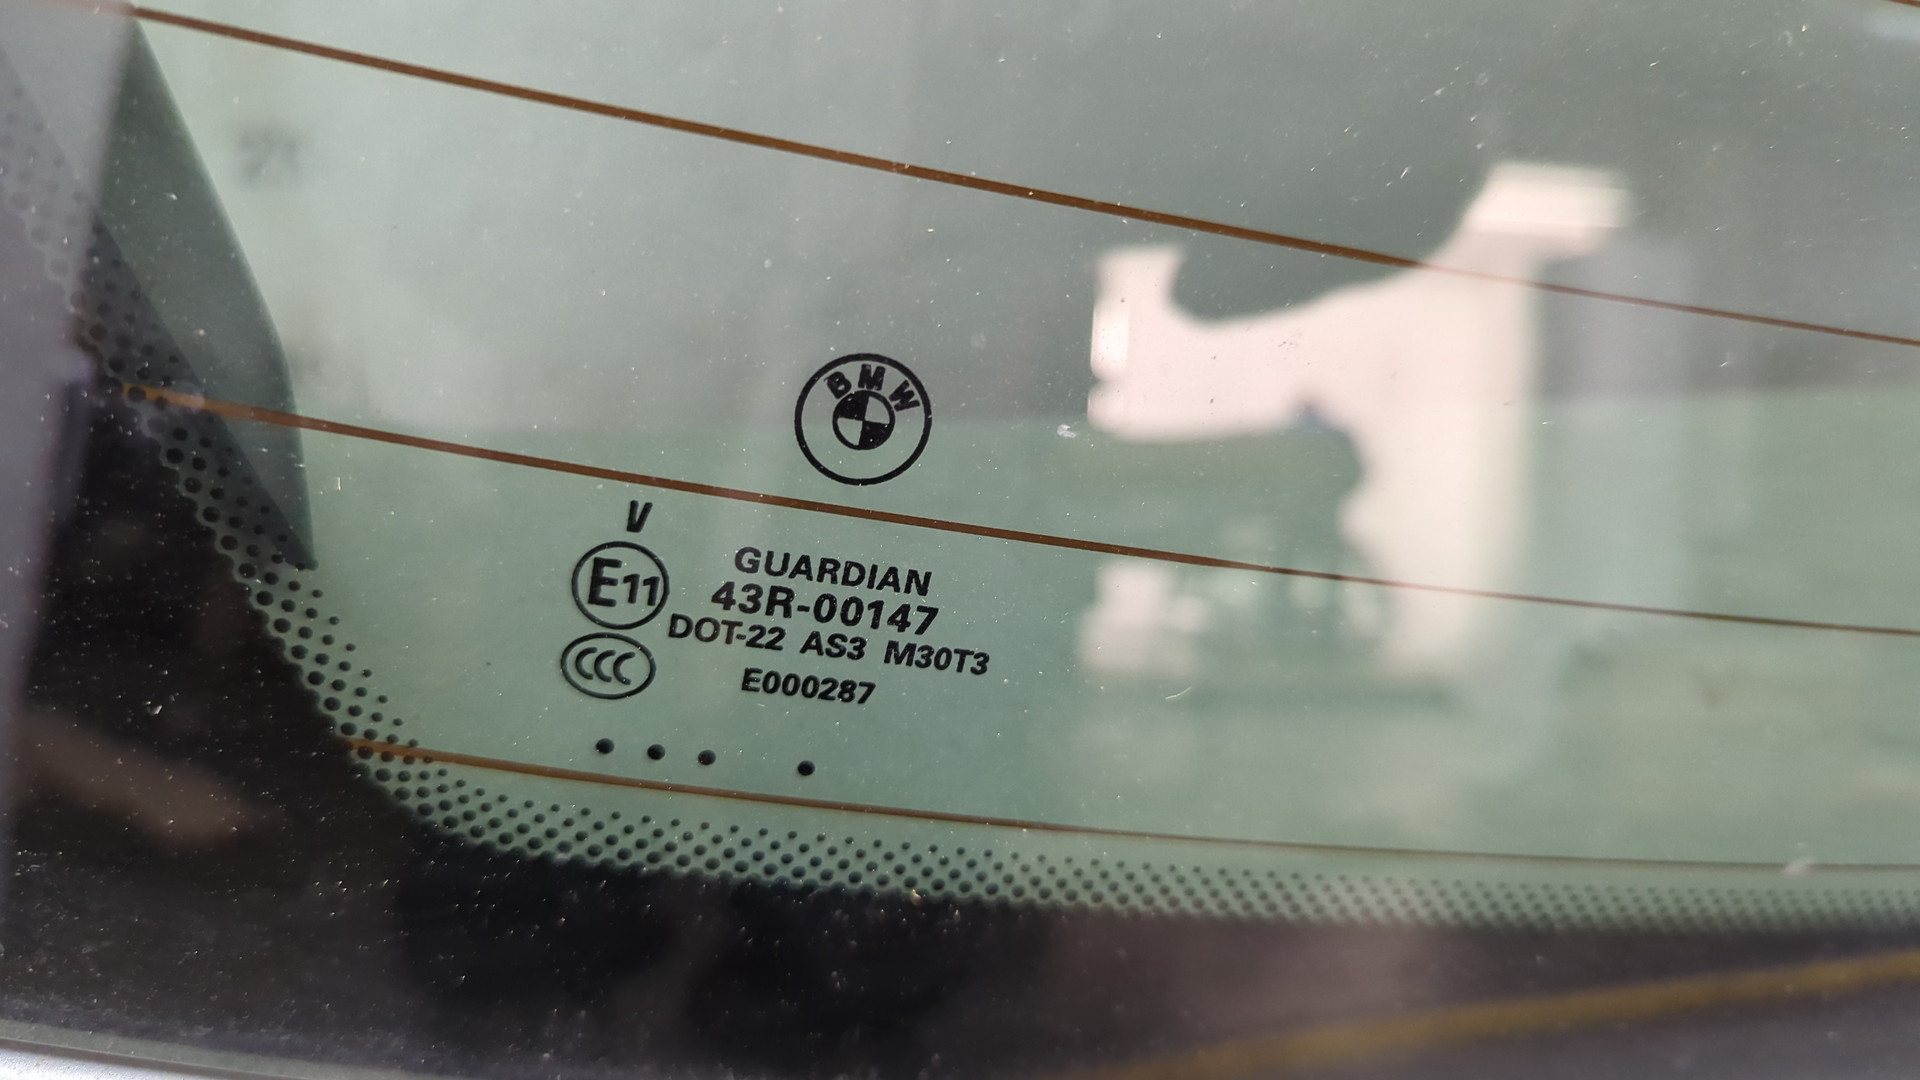 BMW
V
E11
GUARDIAN
43R-00147
DOT-22 AS3 M30T3
CCC
E000287